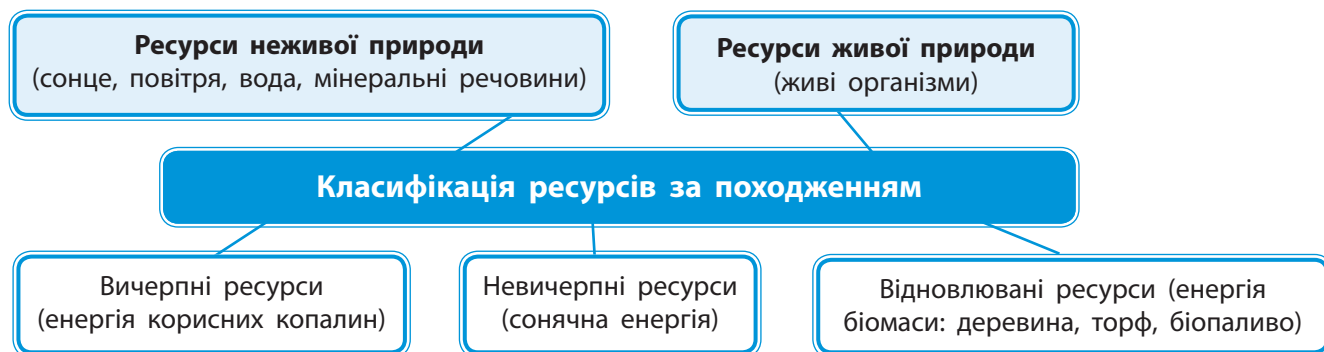 Ресурси неживої природи
(сонце, повітря, вода, мінеральні речовини)
Ресурси живої природи
(живі організми)
Класифікація ресурсів за походженням
Вичерпні ресурси
(енергія корисних копалин)
Невичерпні ресурси
(сонячна енергія)
Відновлювані ресурси (енергія
біомаси: деревина, торф, біопаливо)